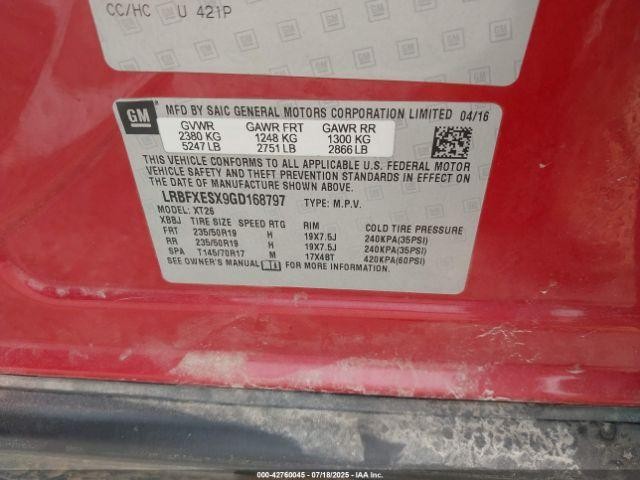 CC/HC U 421P
GM
MFD BY SAIC GENERAL MOTORS CORPORATION LIMITED 04/16
GVWR GAWR FRT GAWR RR
2380 KG 1248 KG 1300 KG
5247 LB 2751 LB 2866 LB
THIS VEHICLE CONFORMS TO ALL APPLICABLE U.S. FEDERAL MOTOR
VEHICLE SAFETY AND THEFT PREVENTION STANDARDS IN EFFECT ON
THE DATE OF MANUFACTURE SHOWN ABOVE.
LRBFXESX9GD168797 TYPE: M.P.V.
MODEL: XT26
XBBJ TIRE SIZE SPEED RTG RIM COLD TIRE PRESSURE
FRT 235/50R19 H 19X7.5J 240KPA(35PSI)
RR 235/50R19 H 19X7.5J 240KPA(35PSI)
SPA T145/70R17 M 17X4BT 420KPA(60PSI)
SEE OWNER'S MANUAL FOR MORE INFORMATION.
000-42760045 / 07/18/2025 / IAA, Inc.